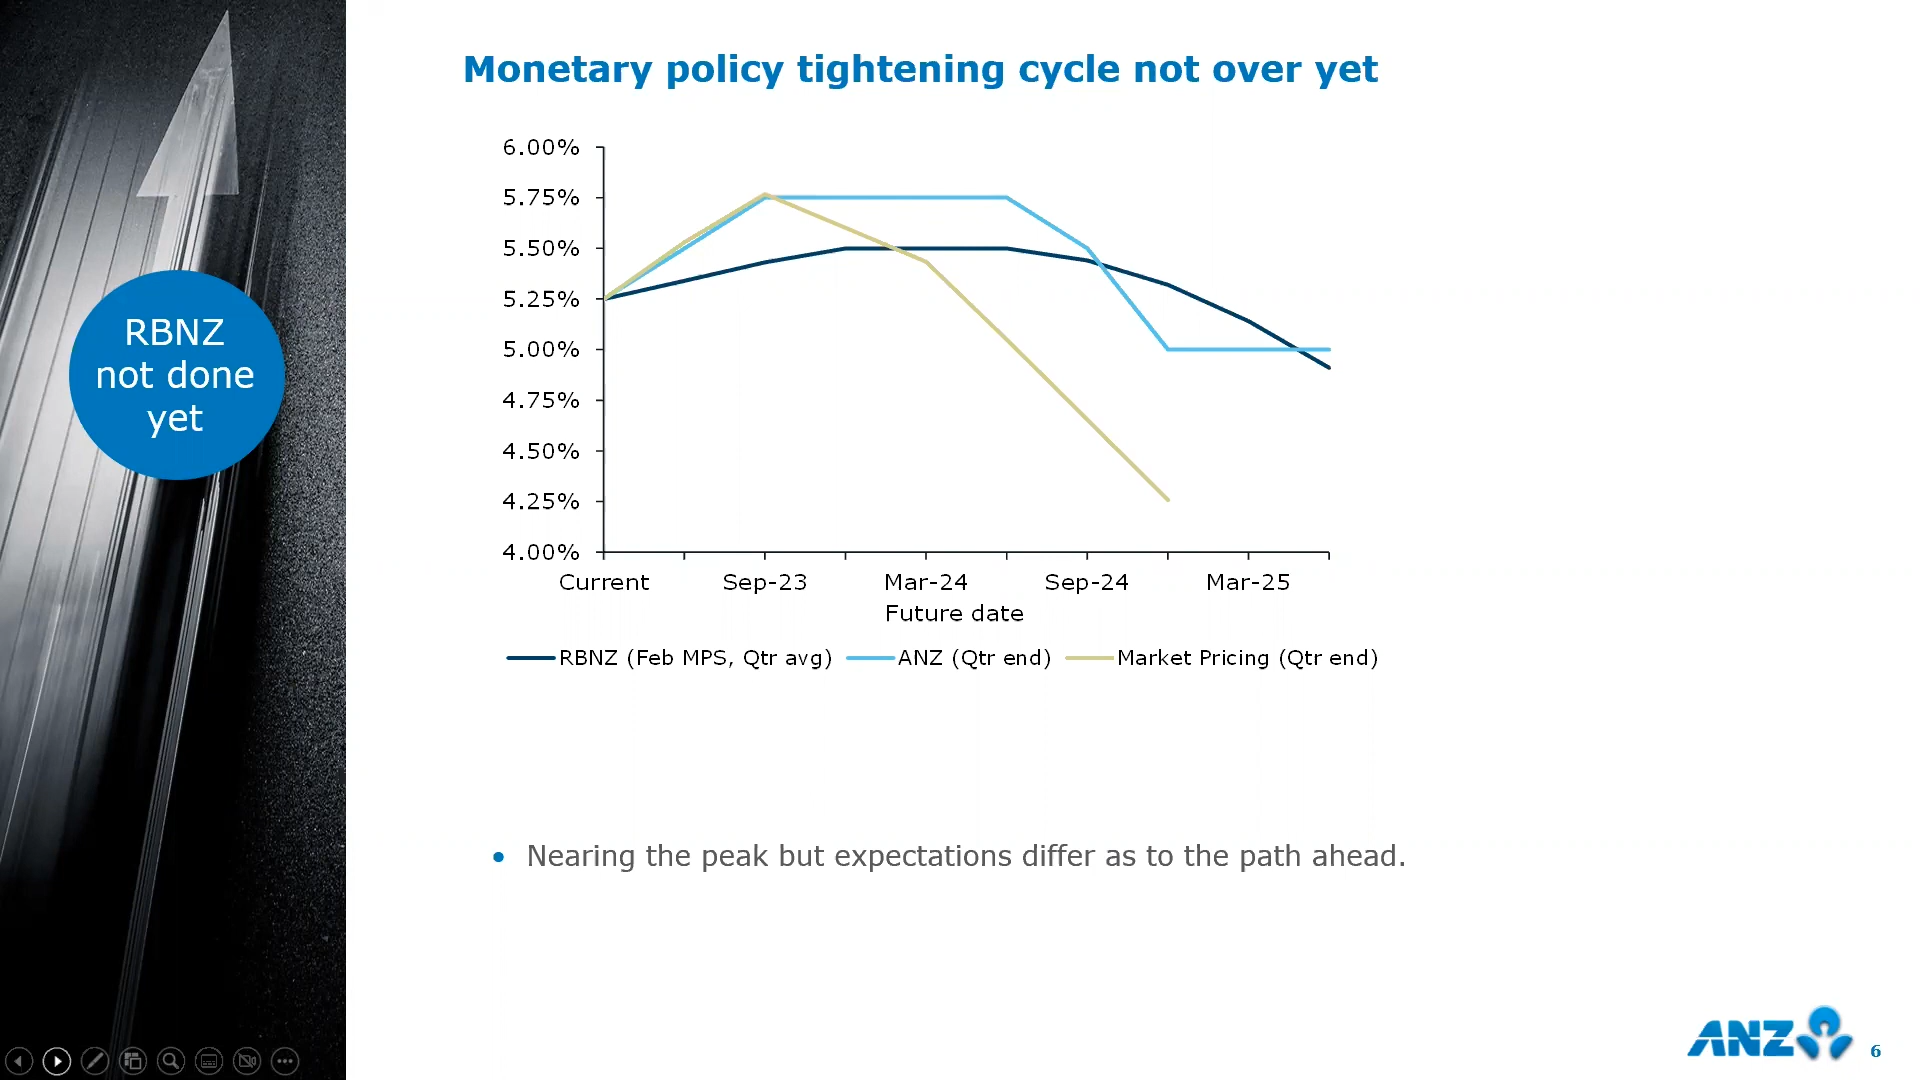 Monetary policy tightening cycle not over yet
RBNZ
not done
yet
6.00%
5.75%
5.50%
5.25%
5.00%
4.75%
4.50%
4.25%
4.00%
Current Sep-23 Mar-24 Sep-24 Mar-25
Future date
RBNZ (Feb MPS, Qtr avg) ANZ (Qtr end) Market Pricing (Qtr end)
• Nearing the peak but expectations differ as to the path ahead.
ANZ
6